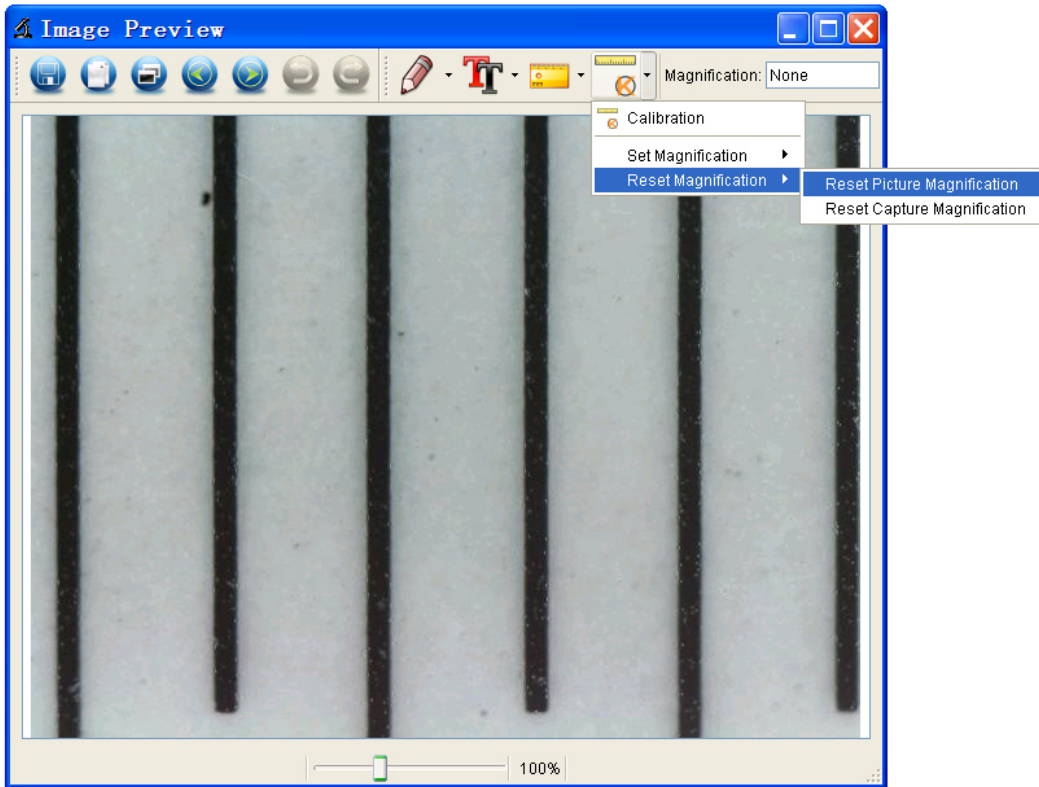 Image Preview
Magnification: None
Calibration
Set Magnification
Reset Magnification
Reset Picture Magnification
Reset Capture Magnification
100%